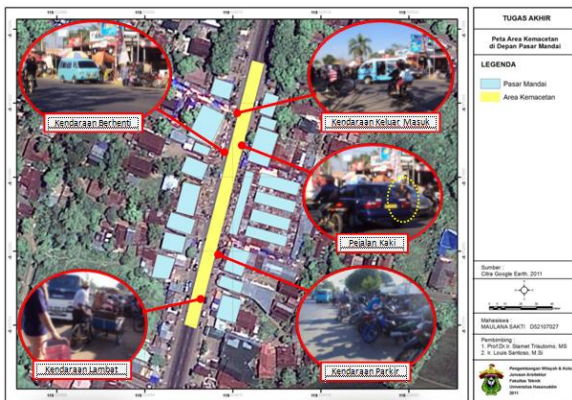 Kendaraan Berhenti
Kendaraan Keluar Masuk
Pejalan Kaki
Kendaraan Lambat
Kendaraan Parkir
TUGAS AKHIR
Peta Area Kemacetan
di Depan Pasar Mandai
LEGENDA
Pasar Mandai
Area Kemacetan
Sumber :
Citra Google Earth, 2011
Mahasiswa :
MAULANA SAKTI D52107027
Pembimbing :
1. Prof.Dr.Ir. Slamet Trisutomo, MS
2. Ir. Louis Santoso, M.Si
Pengembangan Wilayah & Kota
Jurusan Arsitektur
Fakultas Teknik
Universitas Hasanuddin
2011